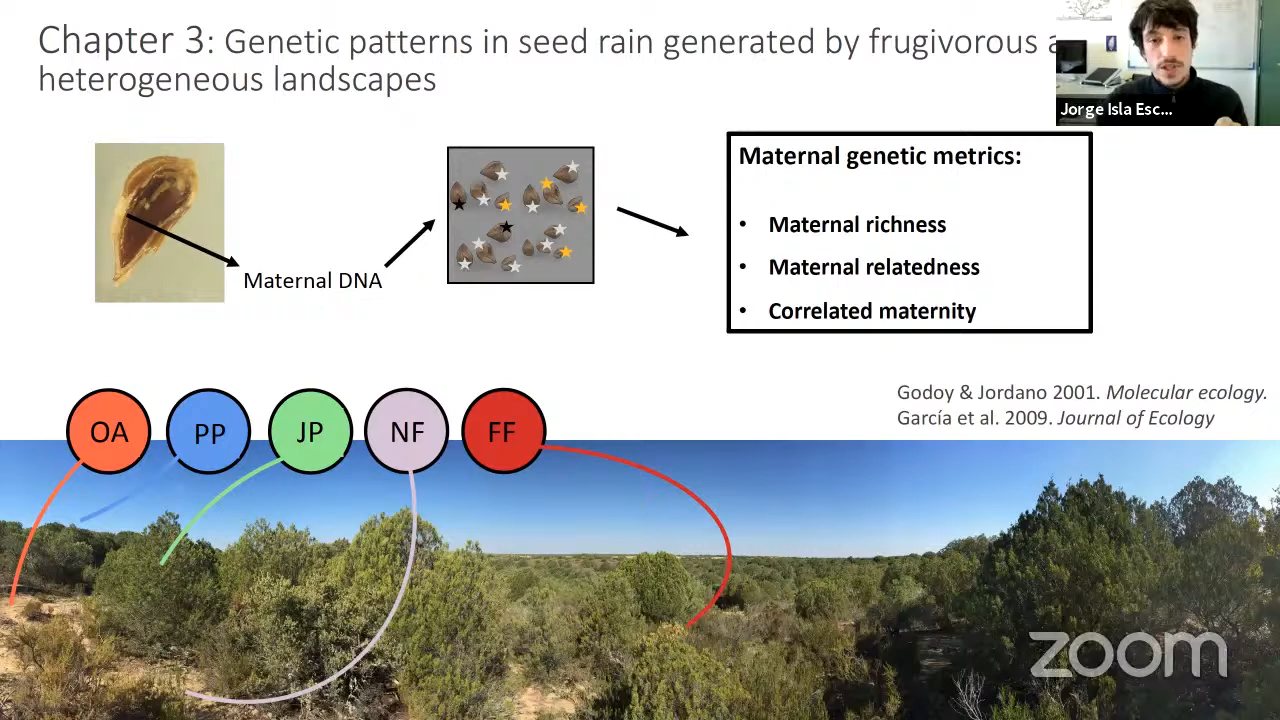 Chapter 3: Genetic patterns in seed rain generated by frugivorous
heterogeneous landscapes
Jorge Isla Esc...
Maternal genetic metrics:
• Maternal richness
• Maternal relatedness
• Correlated maternity
Maternal DNA
Godoy & Jordano 2001. Molecular ecology.
García et al. 2009. Journal of Ecology
OA
PP
JP
NF
FF
zoom